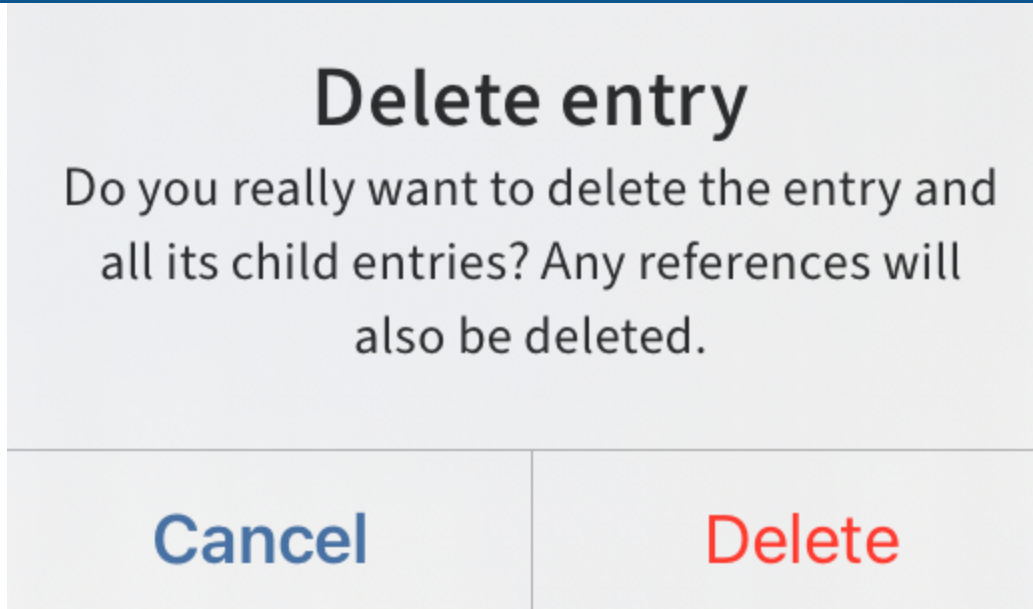 Delete entry
Do you really want to delete the entry and
all its child entries? Any references will
also be deleted.
Cancel
Delete